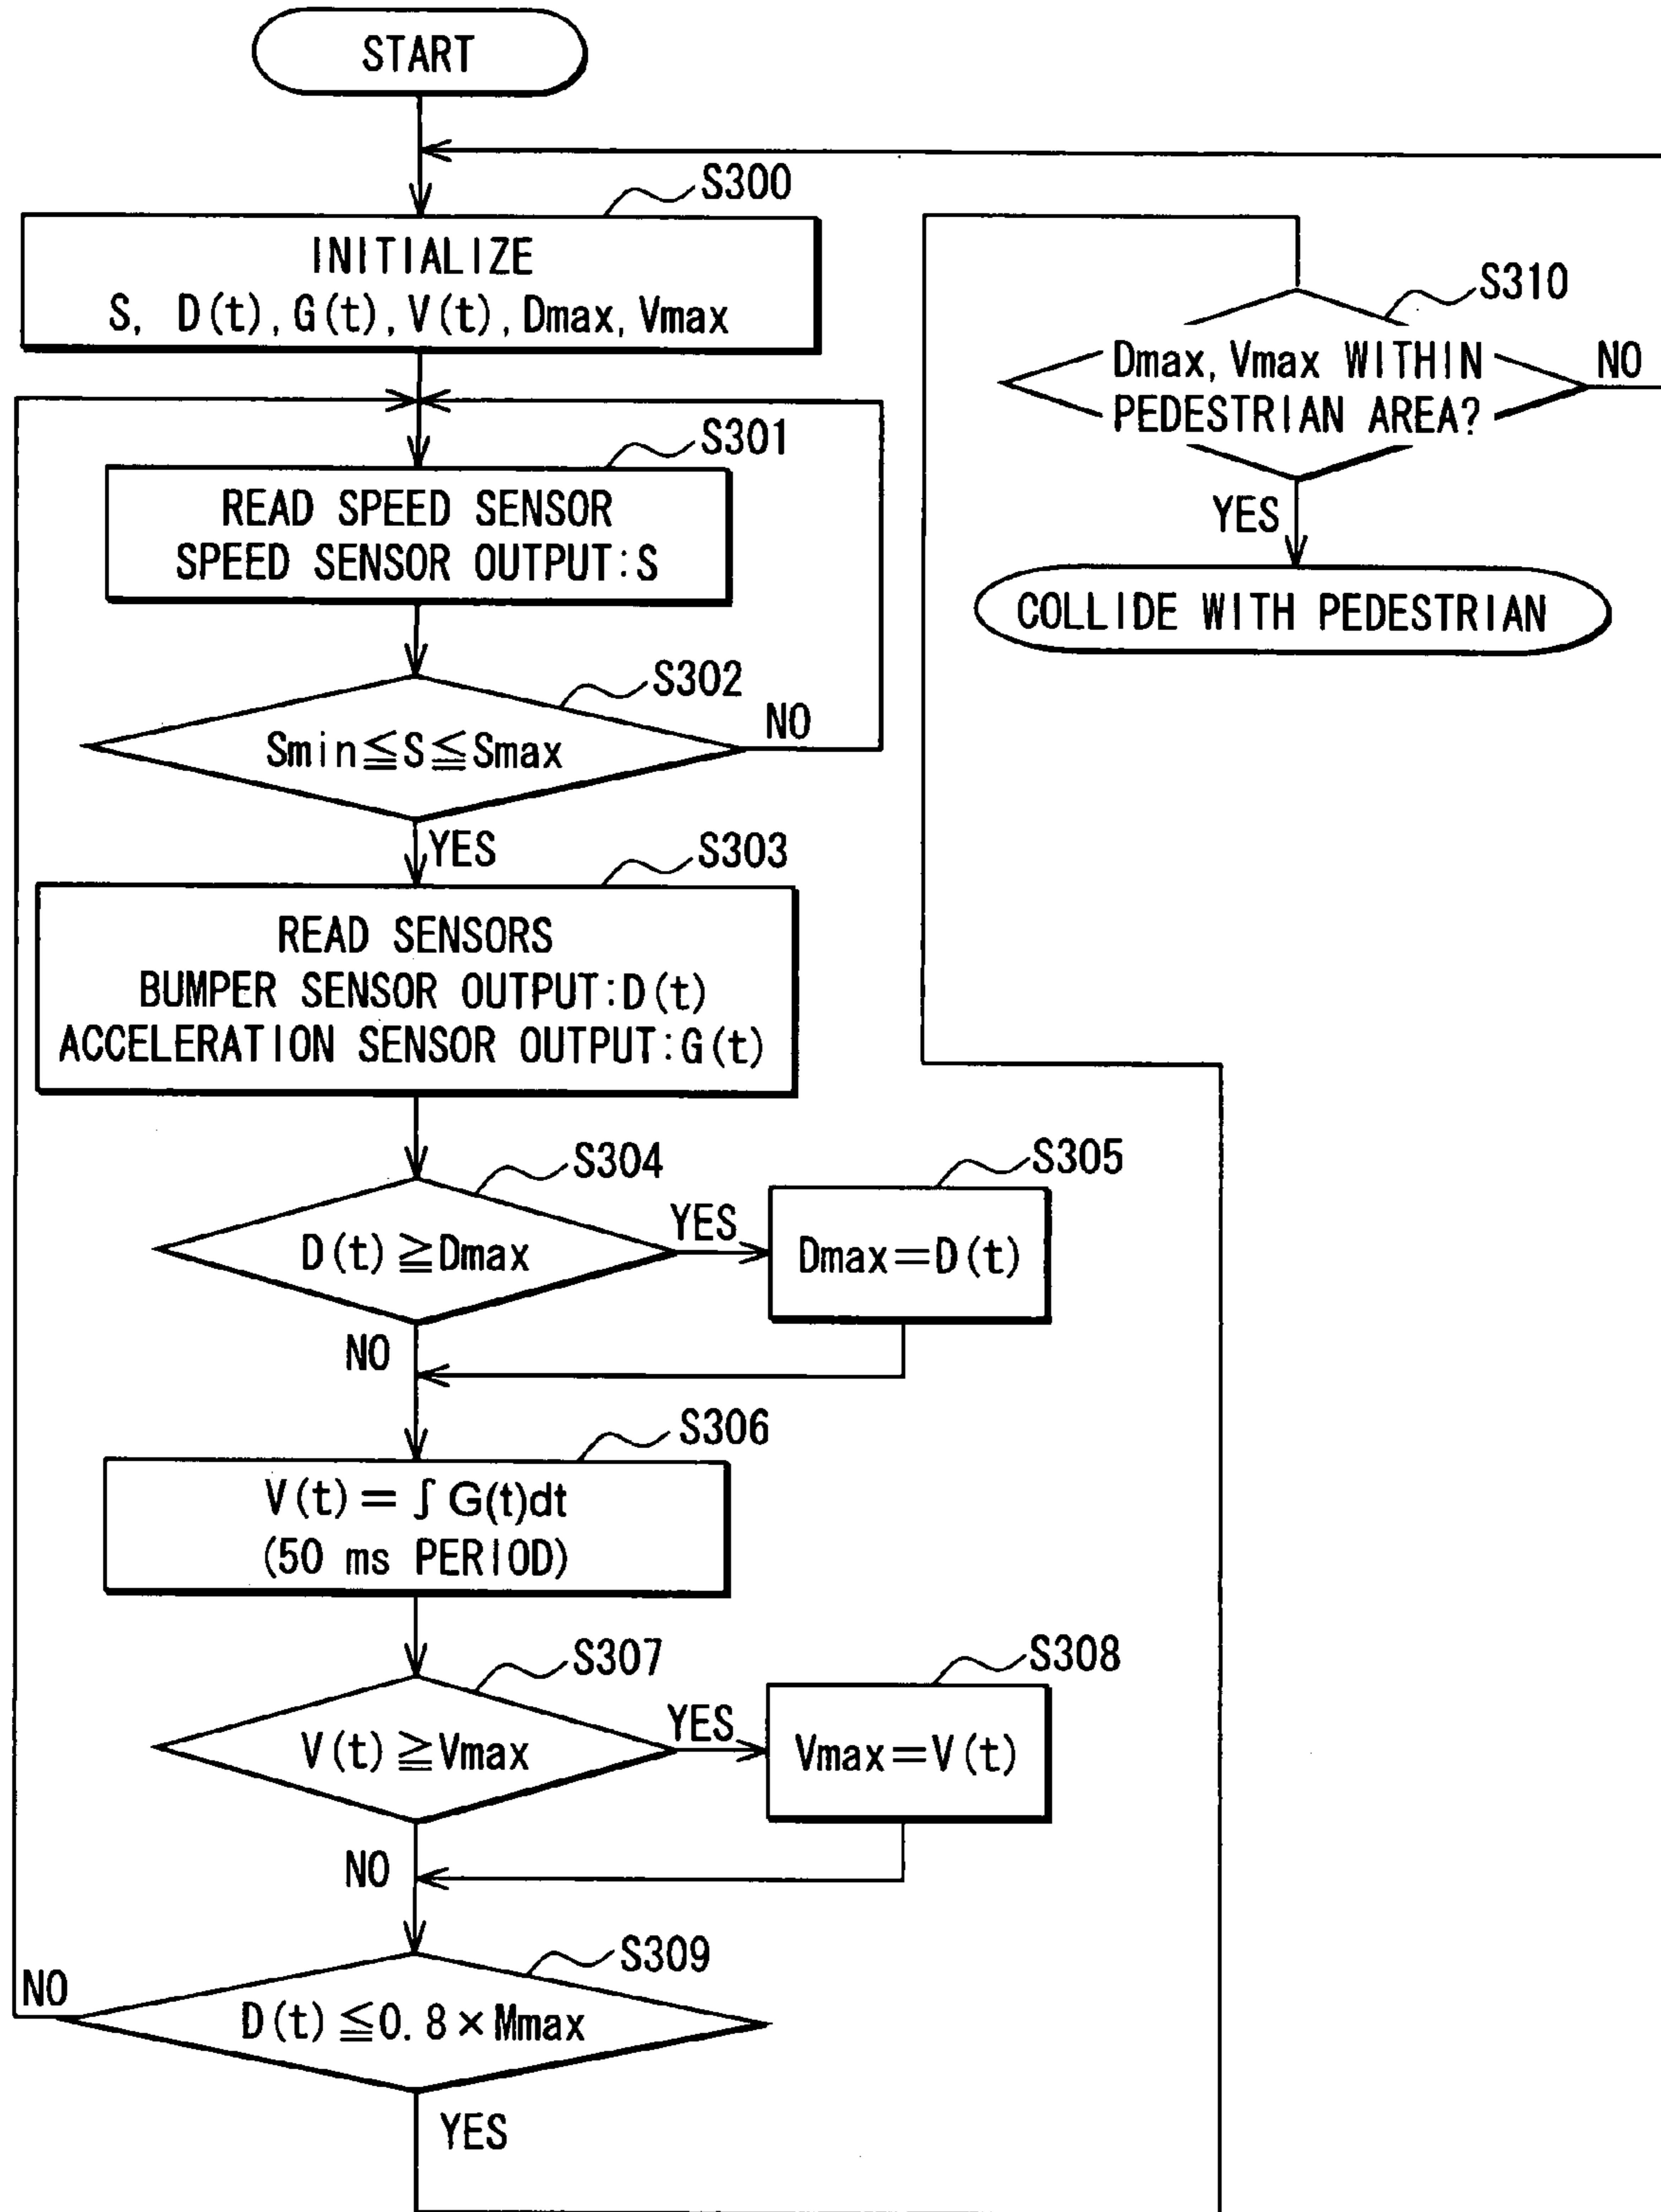 START
S300
INITIALIZE
S, D(t), G(t), V(t), Dmax, Vmax
S301
READ SPEED SENSOR
SPEED SENSOR OUTPUT:S
S302
Smin≦S≦Smax
NO
YES
S303
READ SENSORS
BUMPER SENSOR OUTPUT:D(t)
ACCELERATION SENSOR OUTPUT:G(t)
S304
D(t)≧Dmax
YES
S305
Dmax=D(t)
NO
S306
V(t)=∫G(t)dt
(50 ms PERIOD)
S307
V(t)≧Vmax
YES
S308
Vmax=V(t)
NO
S309
D(t)≦0.8×Mmax
NO
YES
S310
Dmax, Vmax WITHIN
PEDESTRIAN AREA?
NO
YES
COLLIDE WITH PEDESTRIAN